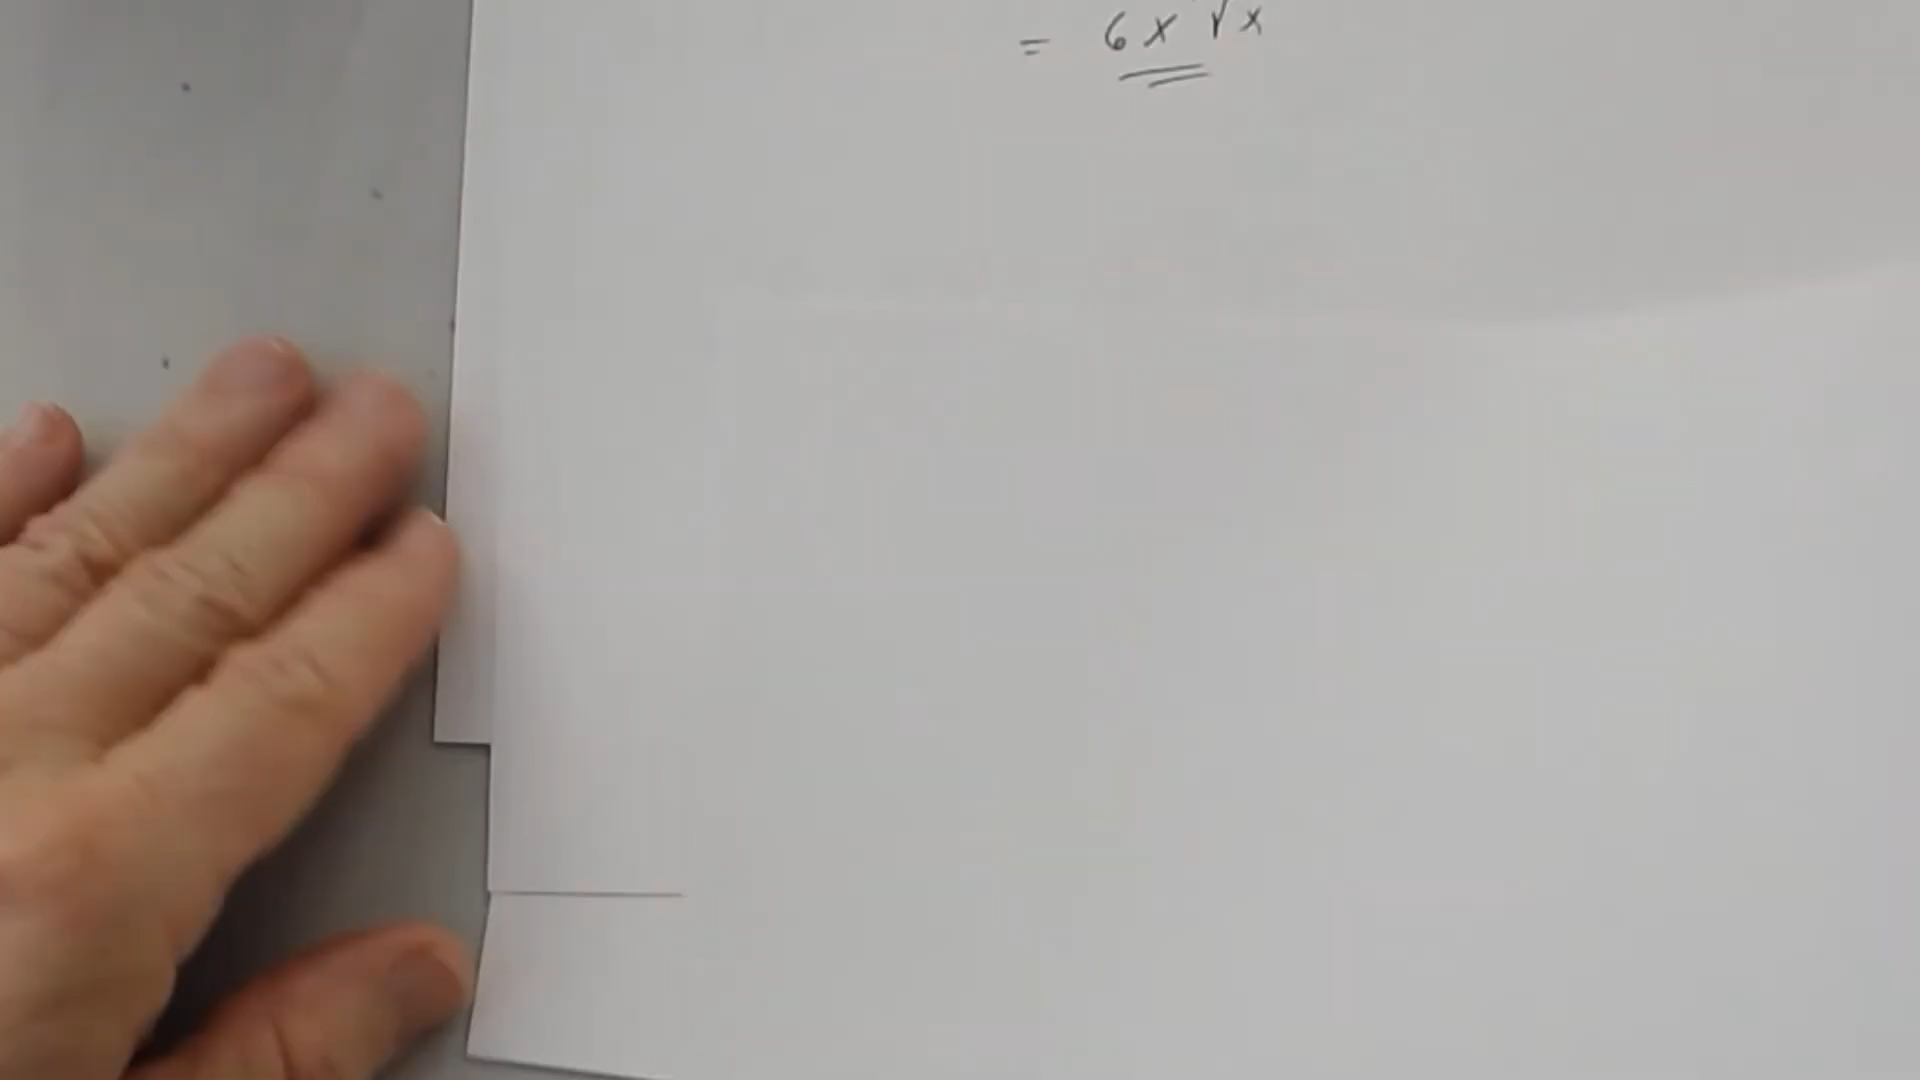 = 6x √x